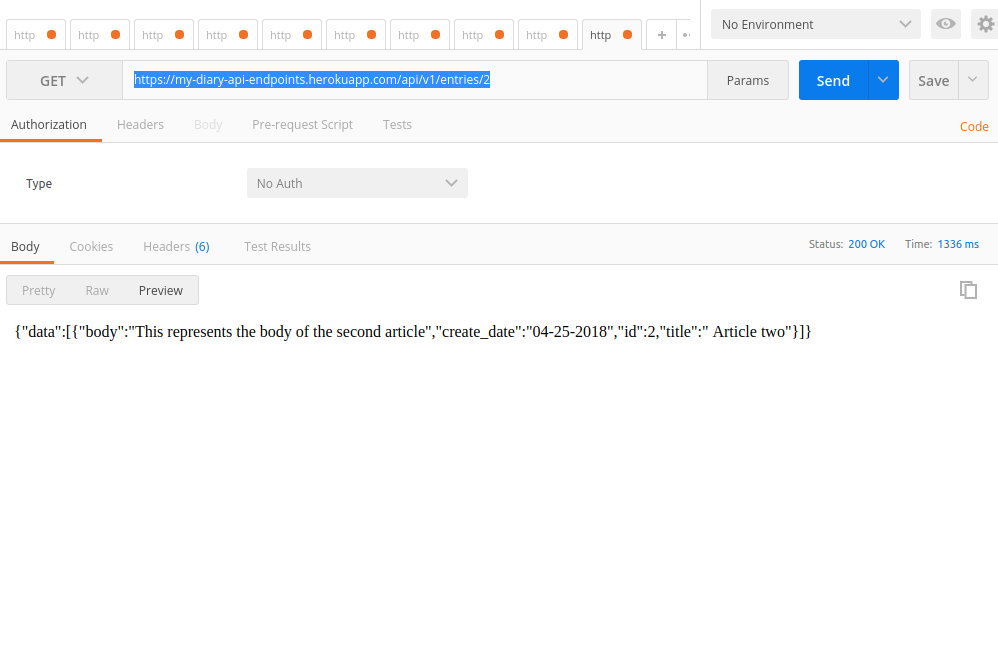 http http http http http http http http http http + No Environment
GET https://my-diary-api-endpoints.herokuapp.com/api/v1/entries/2 Params Send Save
Authorization Headers Body Pre-request Script Tests Code
Type No Auth
Body Cookies Headers (6) Test Results Status: 200 OK Time: 1336 ms
Pretty Raw Preview
{"data":[{"body":"This represents the body of the second article","create_date":"04-25-2018","id":2,"title":" Article two"}]}